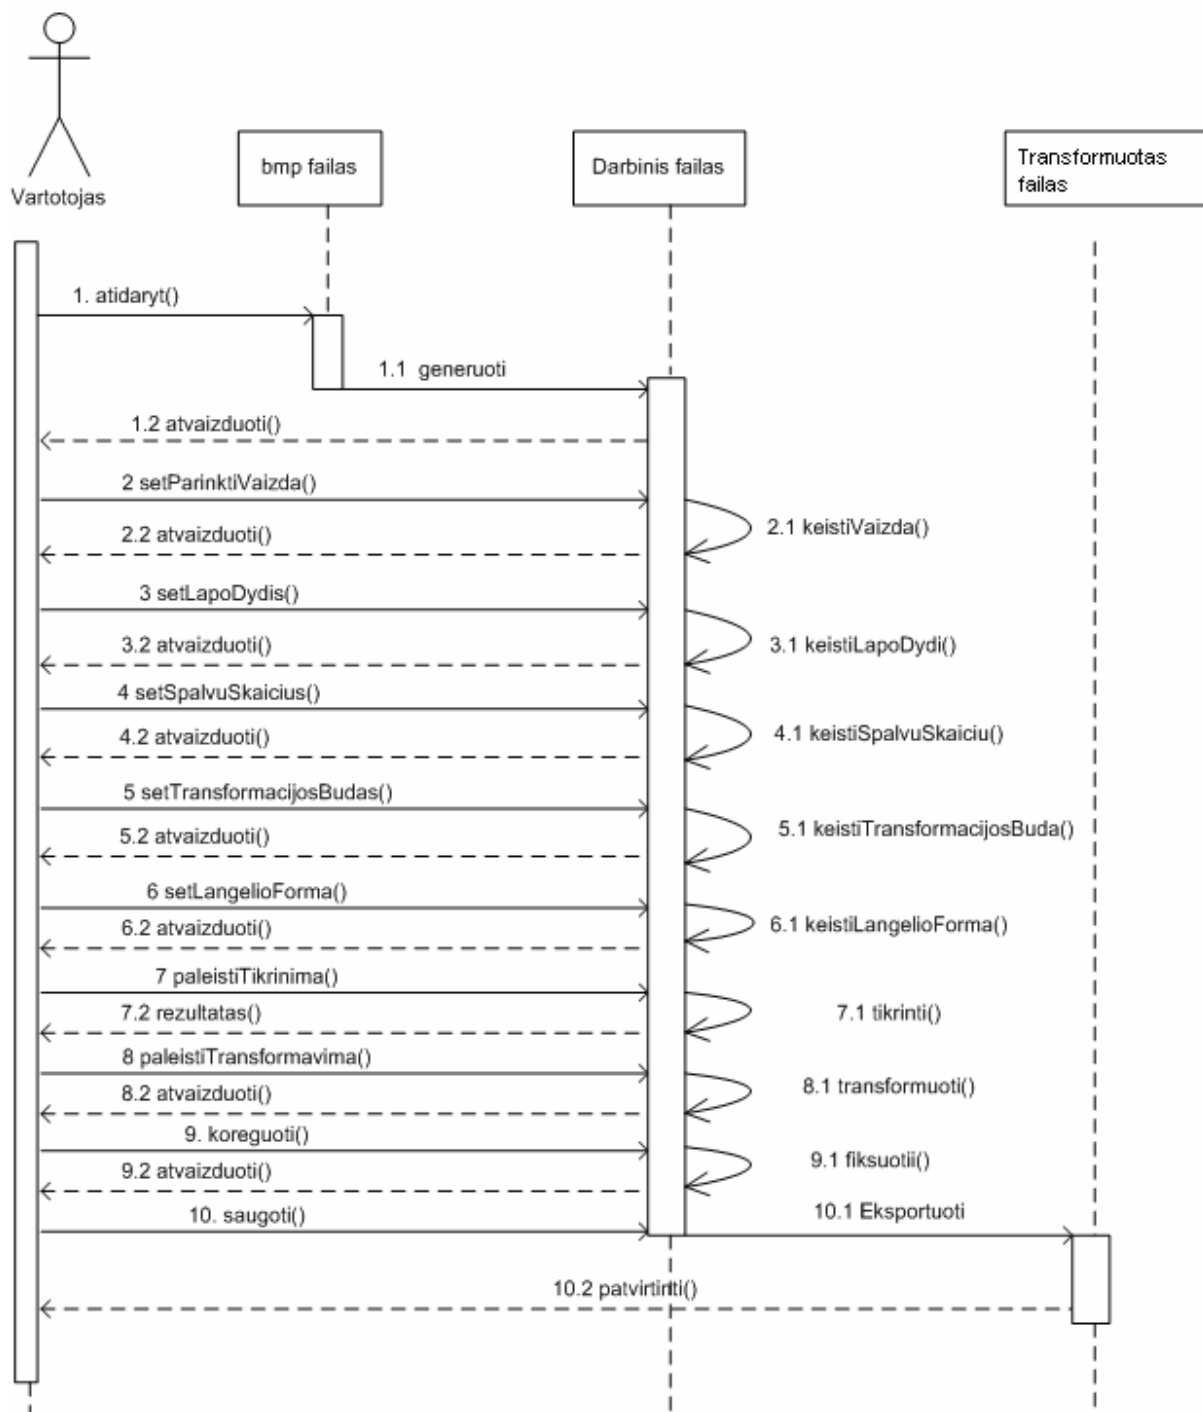 Vartotojas
bmp failas
Darbinis failas
Transformuotas
failas
1. atidaryt()
1.1 generuoti
1.2 atvaizduoti()
2 setParinktiVaizda()
2.1 keistiVaizda()
2.2 atvaizduoti()
3 setLapoDydis()
3.1 keistiLapoDydi()
3.2 atvaizduoti()
4 setSpalvuSkaicius()
4.1 keistiSpalvuSkaiciu()
4.2 atvaizduoti()
5 setTransformacijosBudas()
5.1 keistiTransformacijosBuda()
5.2 atvaizduoti()
6 setLangelioForma()
6.1 keistiLangelioForma()
6.2 atvaizduoti()
7 paleistiTikrinima()
7.1 tikrinti()
7.2 rezultatas()
8 paleistiTransformavima()
8.1 transformuoti()
8.2 atvaizduoti()
9. koreguoti()
9.1 fiksuotii()
9.2 atvaizduoti()
10. saugoti()
10.1 Eksportuoti
10.2 patvirtinti()